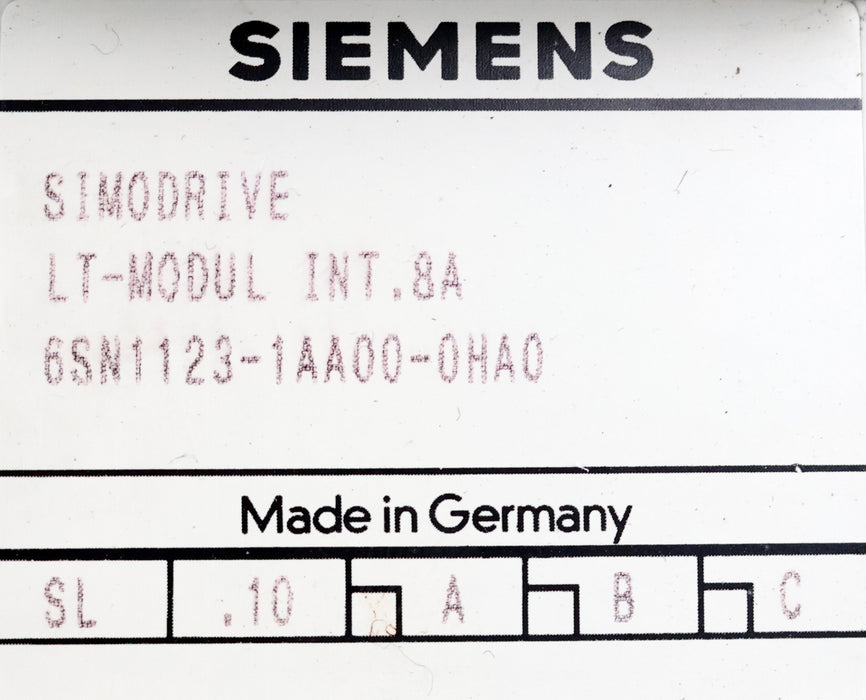 SIEMENS
SIMODRIVE
LT-MODUL INT.8A
6SN1123-1AA00-0HA0
Made in Germany
SL .10 A B C